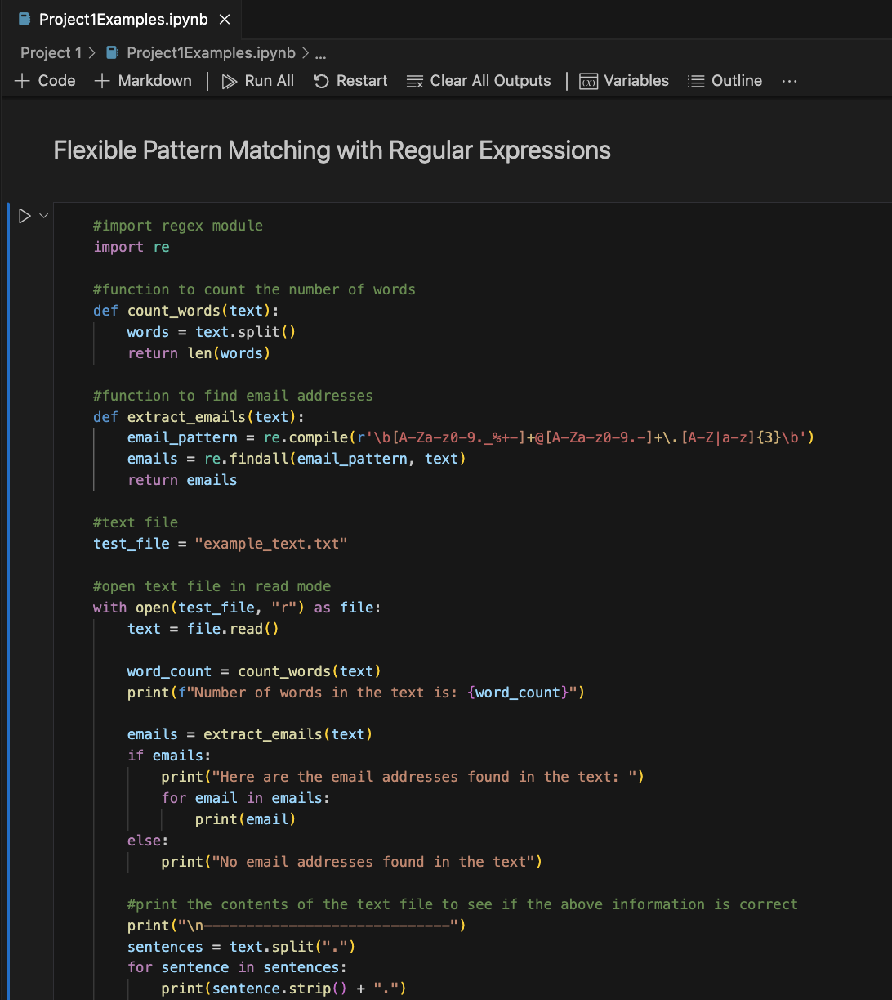 Project1Examples.ipynb ×
Project 1 > Project1Examples.ipynb > ...
+ Code + Markdown | Run All Restart Clear All Outputs | (x) Variables Outline ...
Flexible Pattern Matching with Regular Expressions
#import regex module
import re
#function to count the number of words
def count_words(text):
words = text.split()
return len(words)
#function to find email addresses
def extract_emails(text):
email_pattern = re.compile(r'\b[A-Za-z0-9._%+-]+@[A-Za-z0-9.-]+\.[A-Z|a-z]{3}\b')
emails = re.findall(email_pattern, text)
return emails
#text file
test_file = "example_text.txt"
#open text file in read mode
with open(test_file, "r") as file:
text = file.read()
word_count = count_words(text)
print(f"Number of words in the text is: {word_count}")
emails = extract_emails(text)
if emails:
print("Here are the email addresses found in the text: ")
for email in emails:
print(email)
else:
print("No email addresses found in the text")
#print the contents of the text file to see if the above information is correct
print("\n-----------------------------")
sentences = text.split(".")
for sentence in sentences:
print(sentence.strip() + ".")